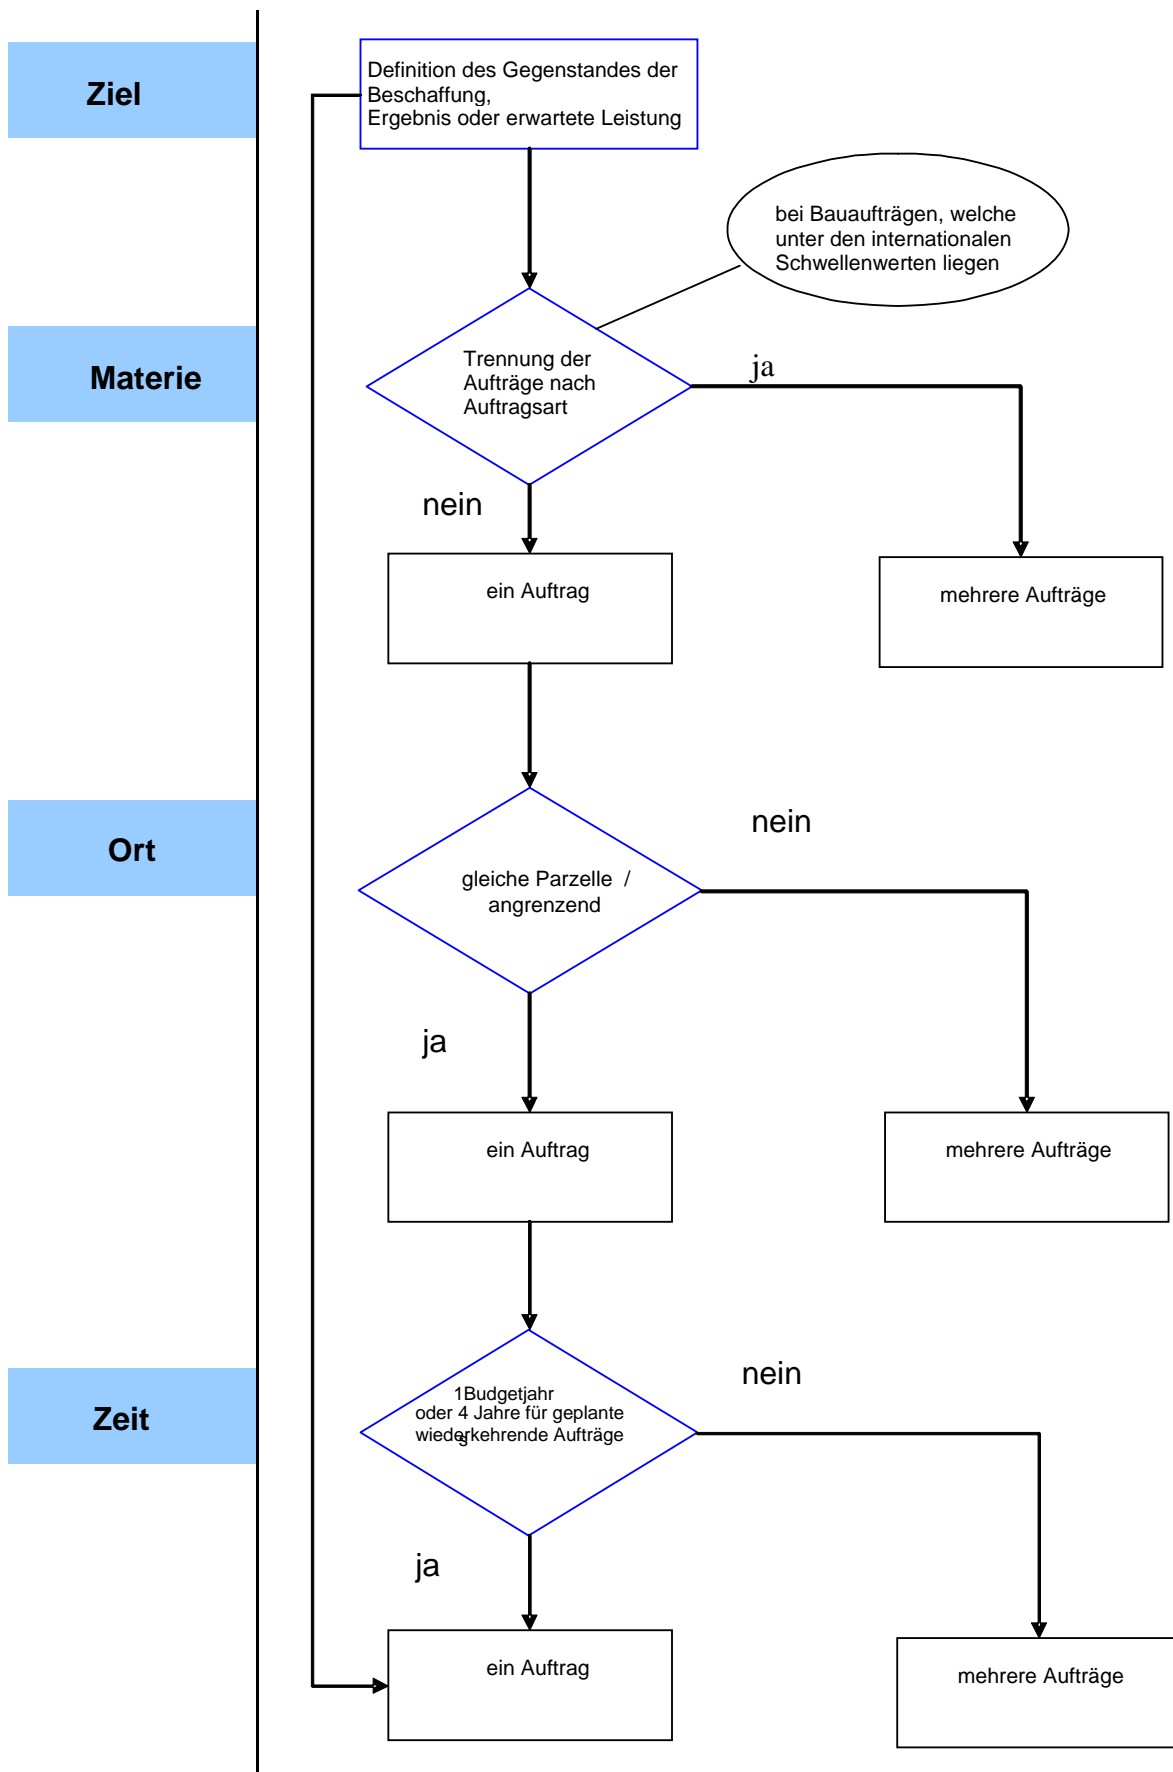 Ziel
Definition des Gegenstandes der
Beschaffung,
Ergebnis oder erwartete Leistung
bei Bauaufträgen, welche
unter den internationalen
Schwellenwerten liegen
Materie
Trennung der
Aufträge nach
Auftragsart
ja
nein
ein Auftrag
mehrere Aufträge
Ort
gleiche Parzelle /
angrenzend
nein
ja
ein Auftrag
mehrere Aufträge
Zeit
1Budgetjahr
oder 4 Jahre für geplante
wiederkehrende Aufträge
s
nein
ja
ein Auftrag
mehrere Aufträge